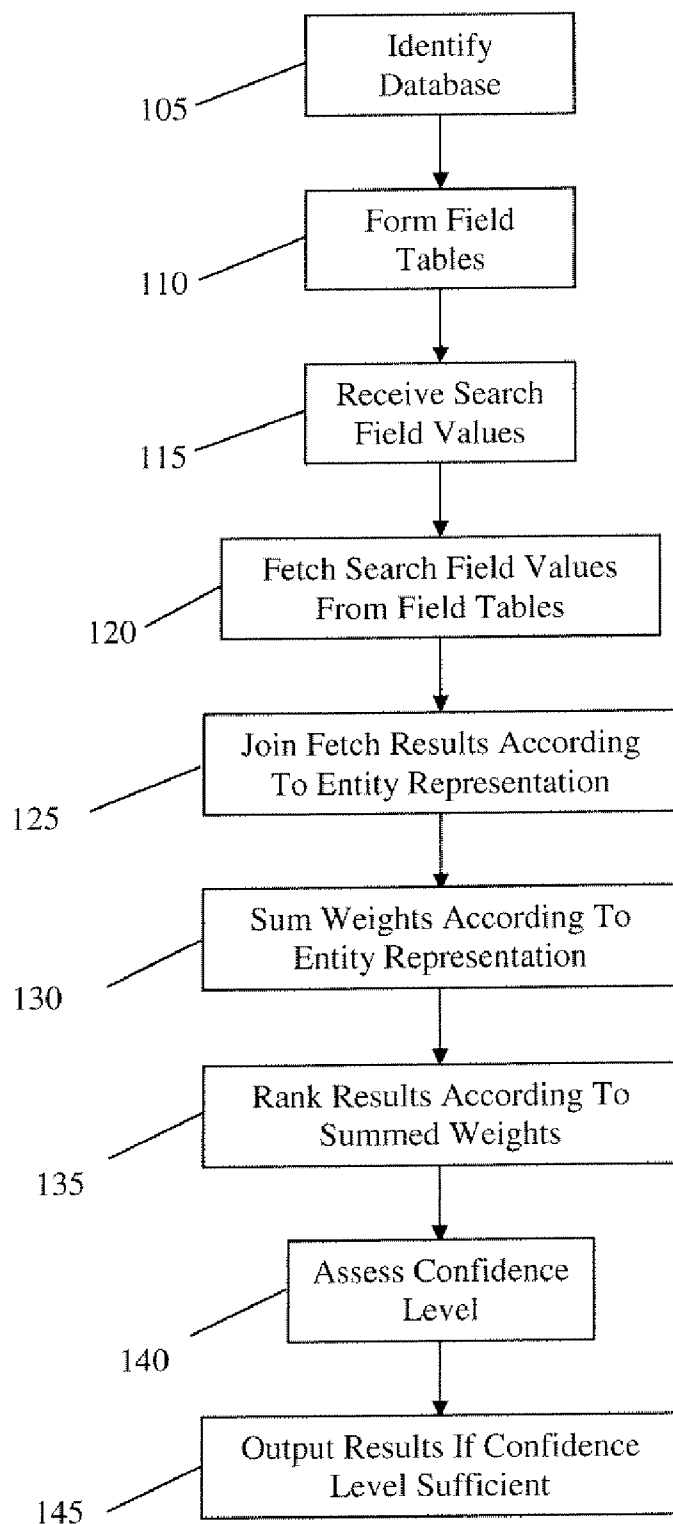 Identify
Database
105
Form Field
Tables
110
Receive Search
Field Values
115
Fetch Search Field Values
From Field Tables
120
Join Fetch Results According
To Entity Representation
125
Sum Weights According To
Entity Representation
130
Rank Results According To
Summed Weights
135
Assess Confidence
Level
140
Output Results If Confidence
Level Sufficient
145